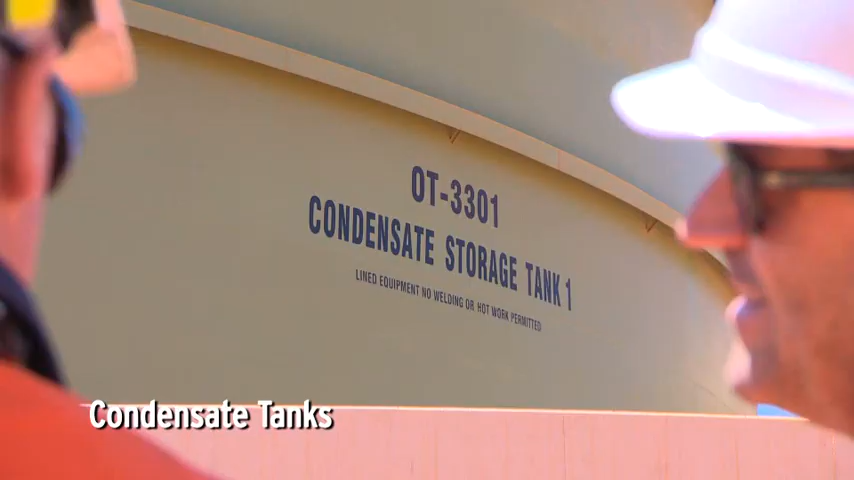 OT-3301
CONDENSATE STORAGE TANK 1
LINED EQUIPMENT NO WELDING OR HOT WORK PERMITTED
Condensate Tanks